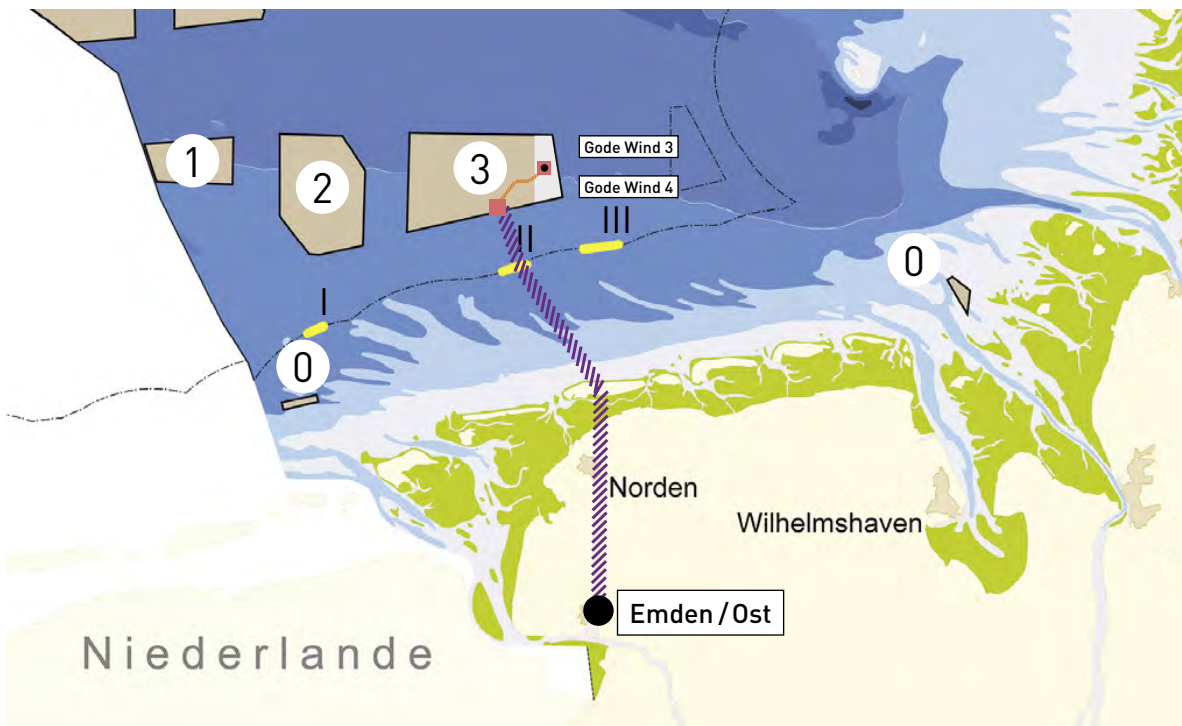 Gode Wind 3
1
3
2
Gode Wind 4
III
II
0
I
0
Norden
Wilhelmshaven
Emden / Ost
Niederlande